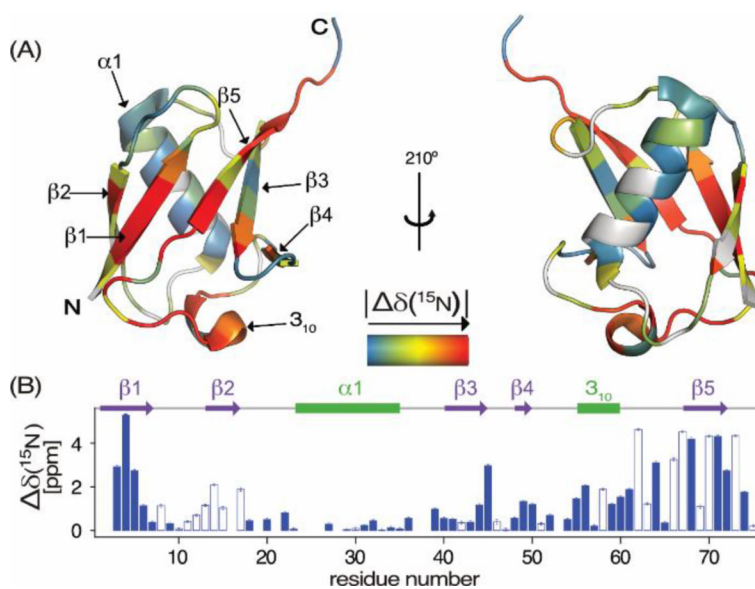 (A)
C
α1
β5
β2
β3
β1
β4
N
3₁₀
210º
|Δδ(¹⁵N)|
(B)
β1 β2 α1 β3 β4 3₁₀ β5
Δδ(¹⁵N)
[ppm]
4
2
0
10 20 30 40 50 60 70
residue number